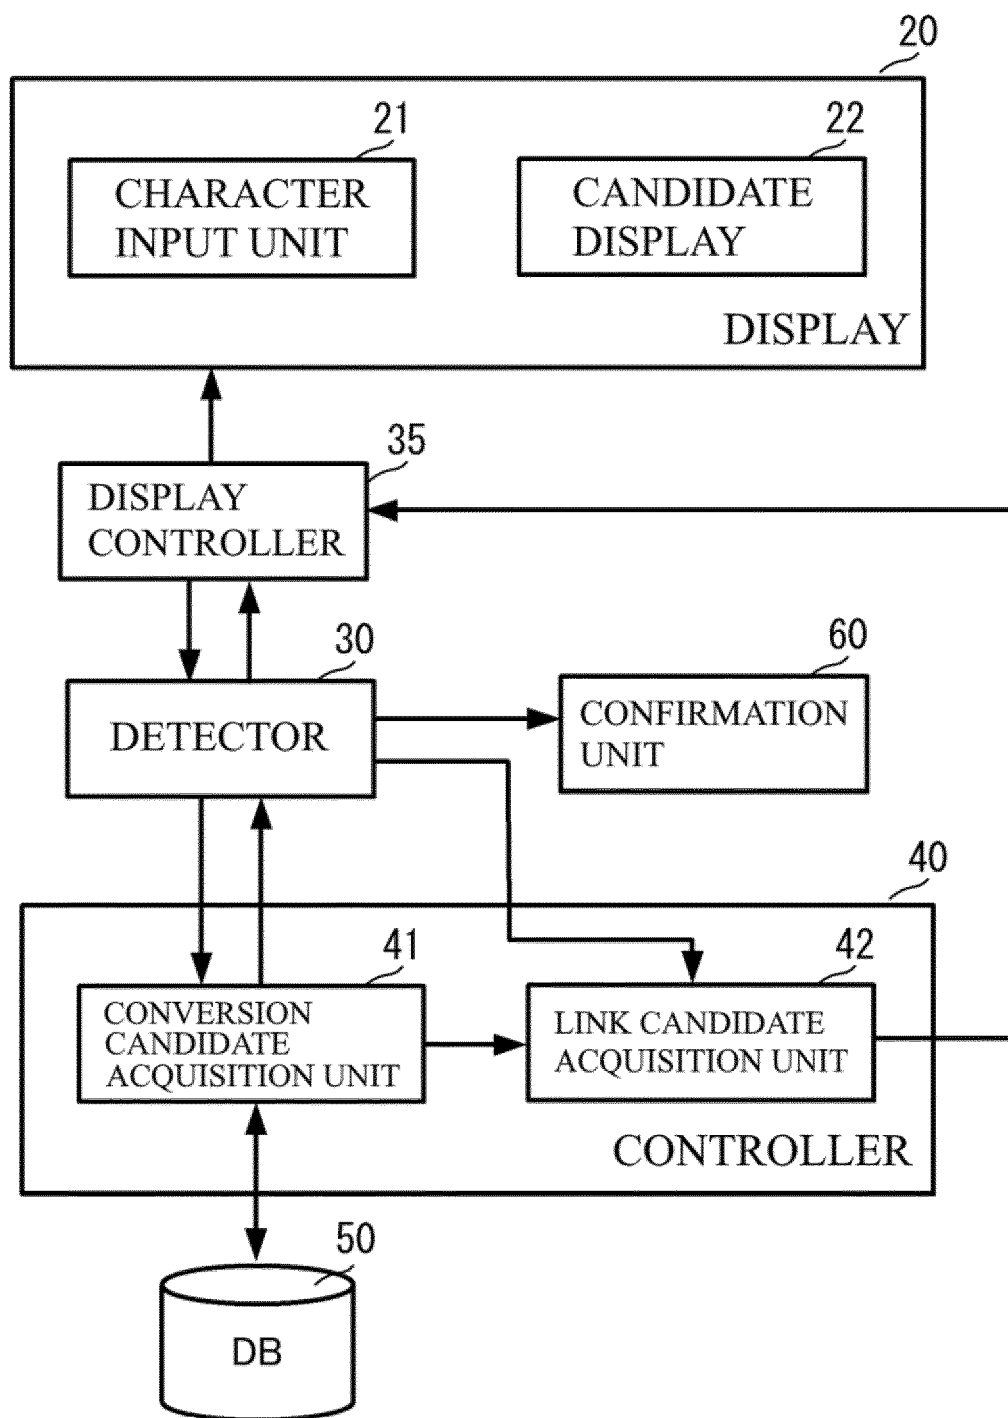 20
21
22
CHARACTER
INPUT UNIT
CANDIDATE
DISPLAY
DISPLAY
35
DISPLAY
CONTROLLER
30
60
DETECTOR
CONFIRMATION
UNIT
40
41
42
CONVERSION
CANDIDATE
ACQUISITION UNIT
LINK CANDIDATE
ACQUISITION UNIT
CONTROLLER
50
DB